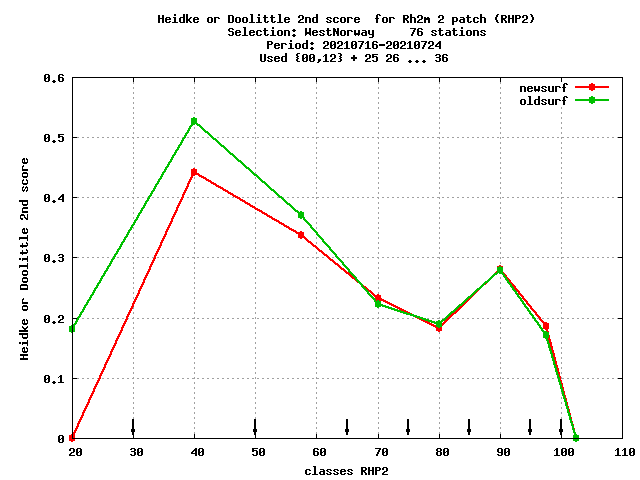 Heidke or Doolittle 2nd score  for Rh2m 2 patch (RHP2)
Selection: WestNorway     76 stations
Period: 20210716-20210724
Used {00,12} + 25 26 ... 36
newsurf
oldsurf
Heidke or Doolittle 2nd score
0.6
0.5
0.4
0.3
0.2
0.1
0
20 30 40 50 60 70 80 90 100 110
classes RHP2